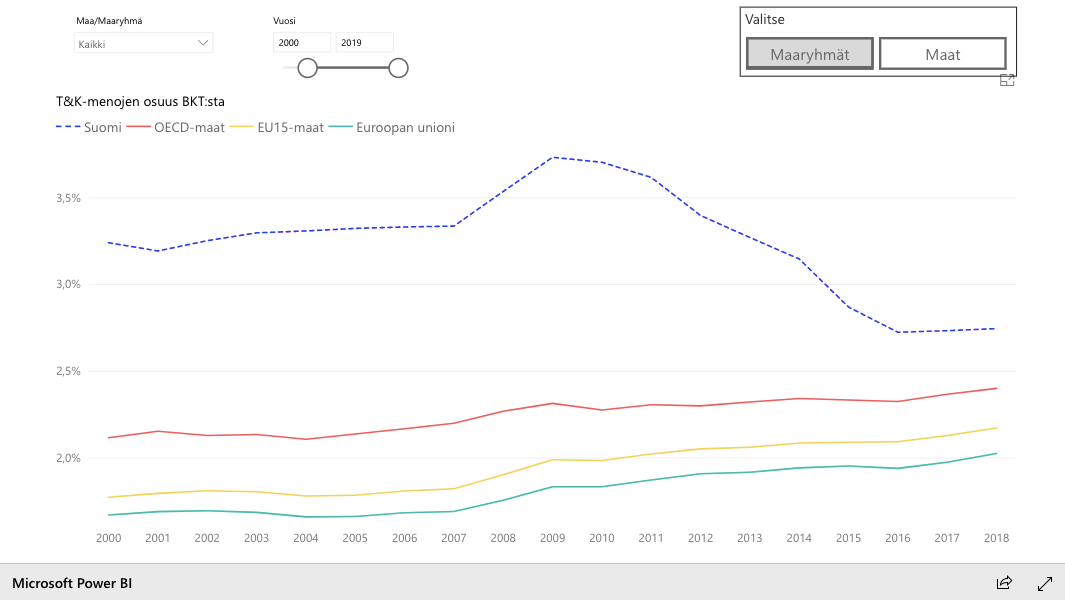 Maa/Maaryhmä
Kaikki
Vuosi
2000 2019
Valitse
Maaryhmät Maat
T&K-menojen osuus BKT:sta
Suomi OECD-maat EU15-maat Euroopan unioni
3,5%
3,0%
2,5%
2,0%
2000 2001 2002 2003 2004 2005 2006 2007 2008 2009 2010 2011 2012 2013 2014 2015 2016 2017 2018
Microsoft Power BI